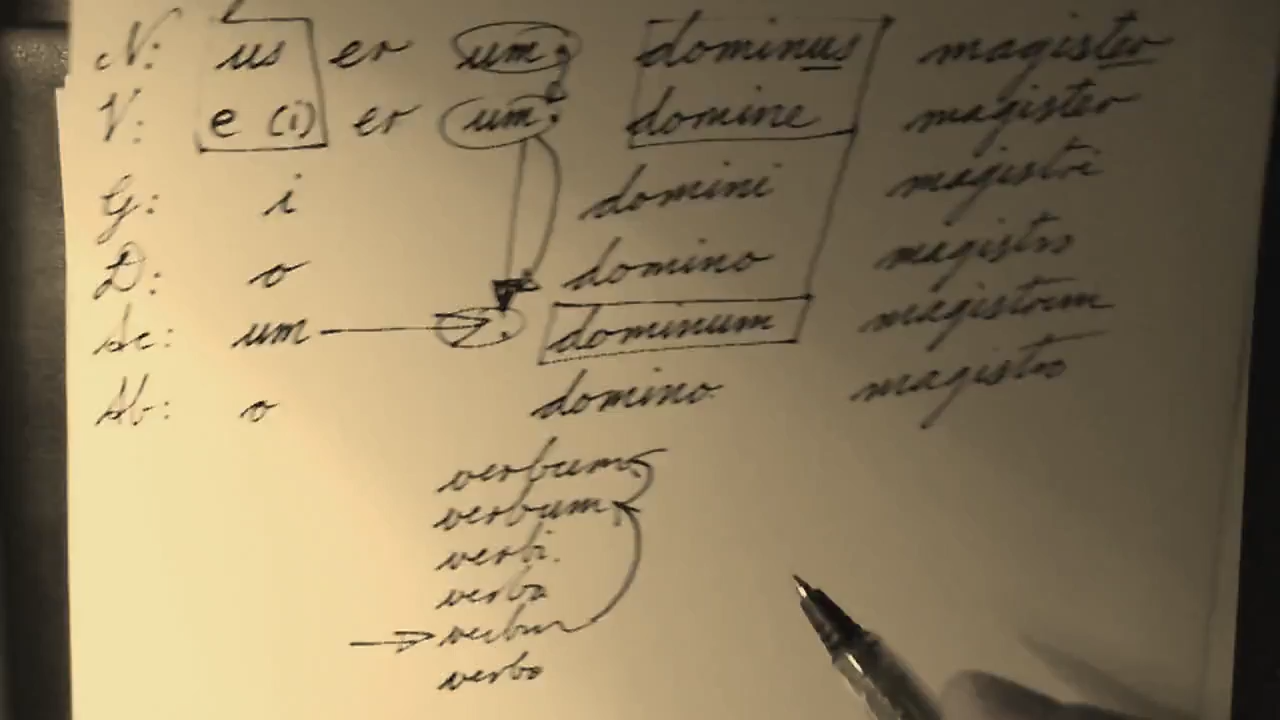 N: us er um dominus magister
V: e (i) er um domine magister
G: i domini magistri
D: o domino magistro
Ac: um dominum magistrum
Ab: o domino magistro
verbum
verbum
verbi
verbo
verbum
verbo